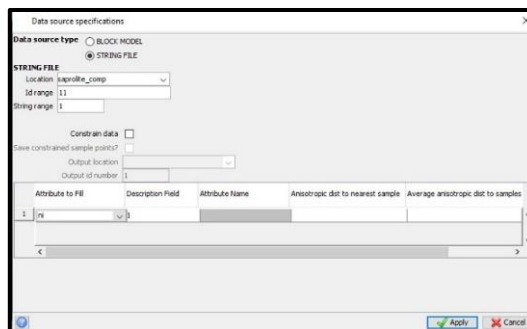 Data source specifications
Data source type BLOCK MODEL
STRING FILE
STRING FILE
Location saprolite_comp
Id range 11
String range 1
Constrain data
Save constrained sample points?
Output location
Output id number 1
Attribute to Fill Description Field Attribute Name Anisotropic dist to nearest sample Average anisotropic dist to samples
1 ni 1
Apply Cancel